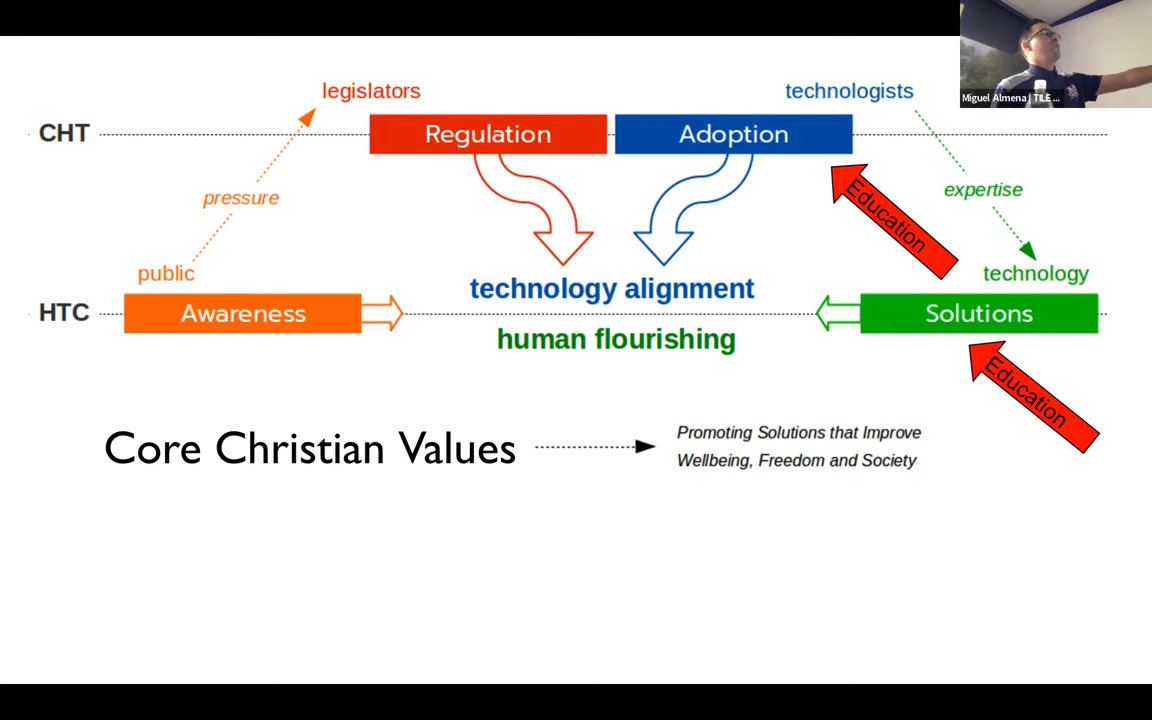 legislators
technologists
CHT
Regulation
Adoption
pressure
expertise
Education
public
technology
technology alignment
HTC
Awareness
Solutions
human flourishing
Education
Core Christian Values
Promoting Solutions that Improve
Wellbeing, Freedom and Society
Miguel Almena | TILE ...